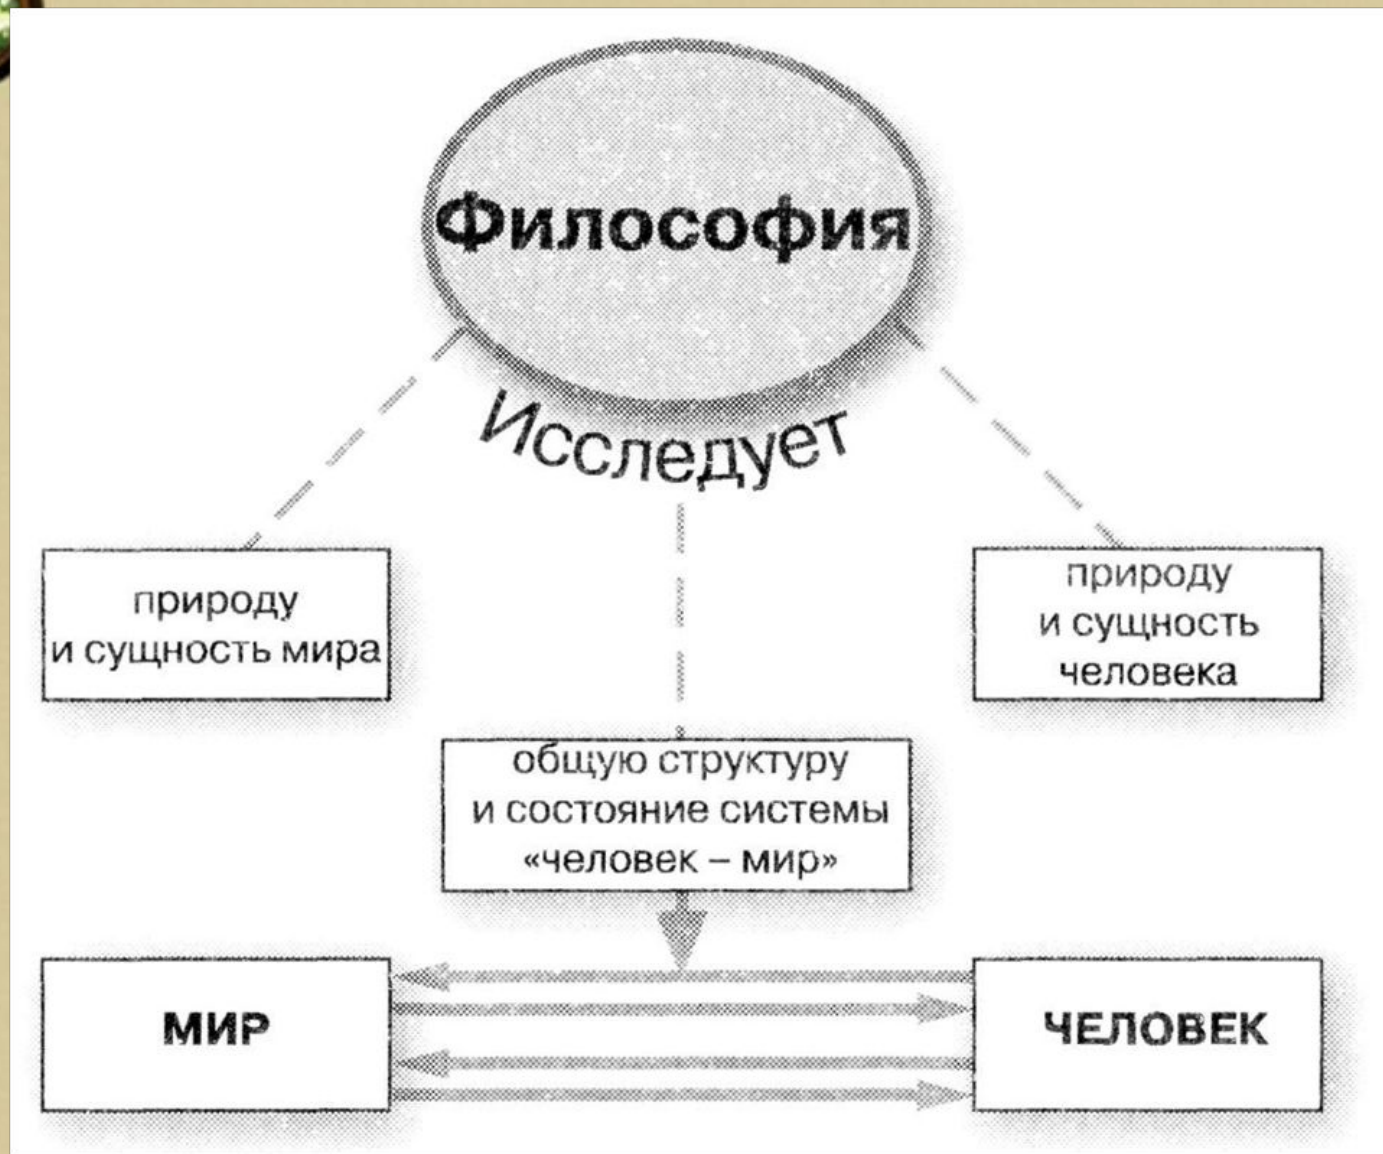 Философия
Исследует
природу
и сущность мира
природу
и сущность
человека
общую структуру
и состояние системы
«человек – мир»
МИР
ЧЕЛОВЕК